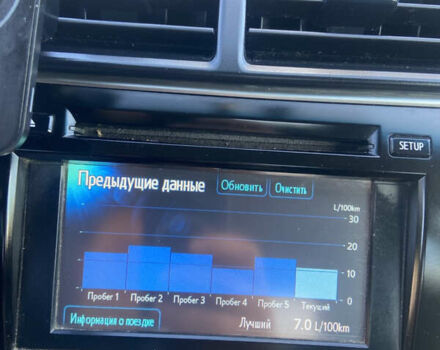 SETUP
Предыдущие данные Обновить Очистить
L/100km
30
20
10
0
Пробег 1 Пробег 2 Пробег 3 Пробег 4 Пробег 5 Текущий
Информация о поездке Лучший 7.0 L/100km